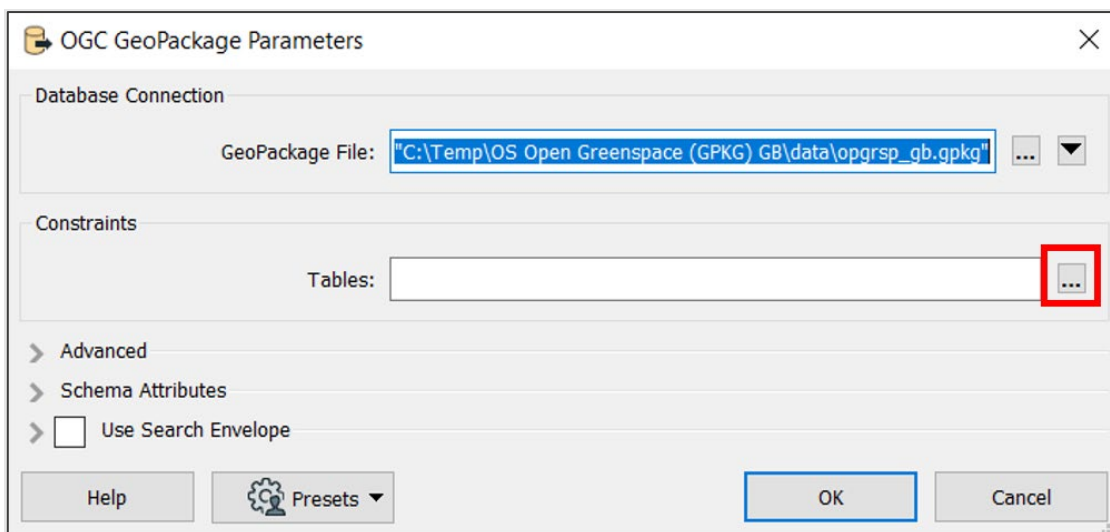 OGC GeoPackage Parameters
Database Connection
GeoPackage File: "C:\Temp\OS Open Greenspace (GPKG) GB\data\opgrsp_gb.gpkg" ...
Constraints
Tables: ...
Advanced
Schema Attributes
Use Search Envelope
Help Presets OK Cancel